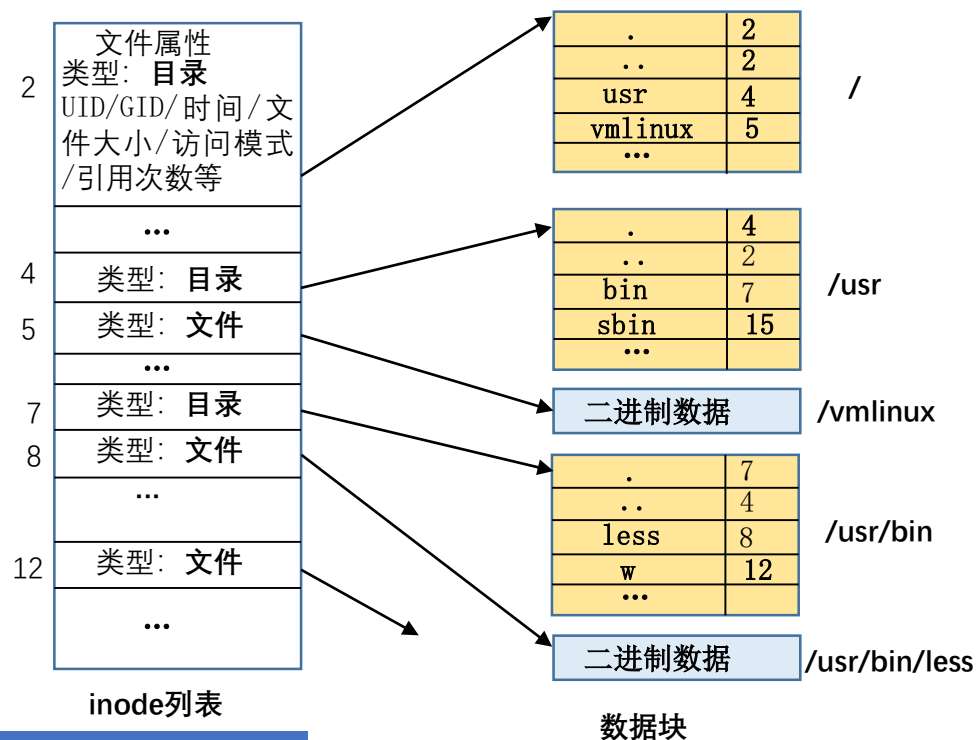 文件属性
2
类型: 目录
UID/GID/时间/文
件大小/访问模式
/引用次数等
…
4 类型: 目录
5 类型: 文件
…
7 类型: 目录
8 类型: 文件
…
12 类型: 文件
…
inode列表
. 2
.. 2
usr 4
vmlinux 5
…
/
. 4
.. 2
bin 7
sbin 15
…
/usr
二进制数据 /vmlinux
. 7
.. 4
less 8
w 12
…
/usr/bin
二进制数据 /usr/bin/less
数据块